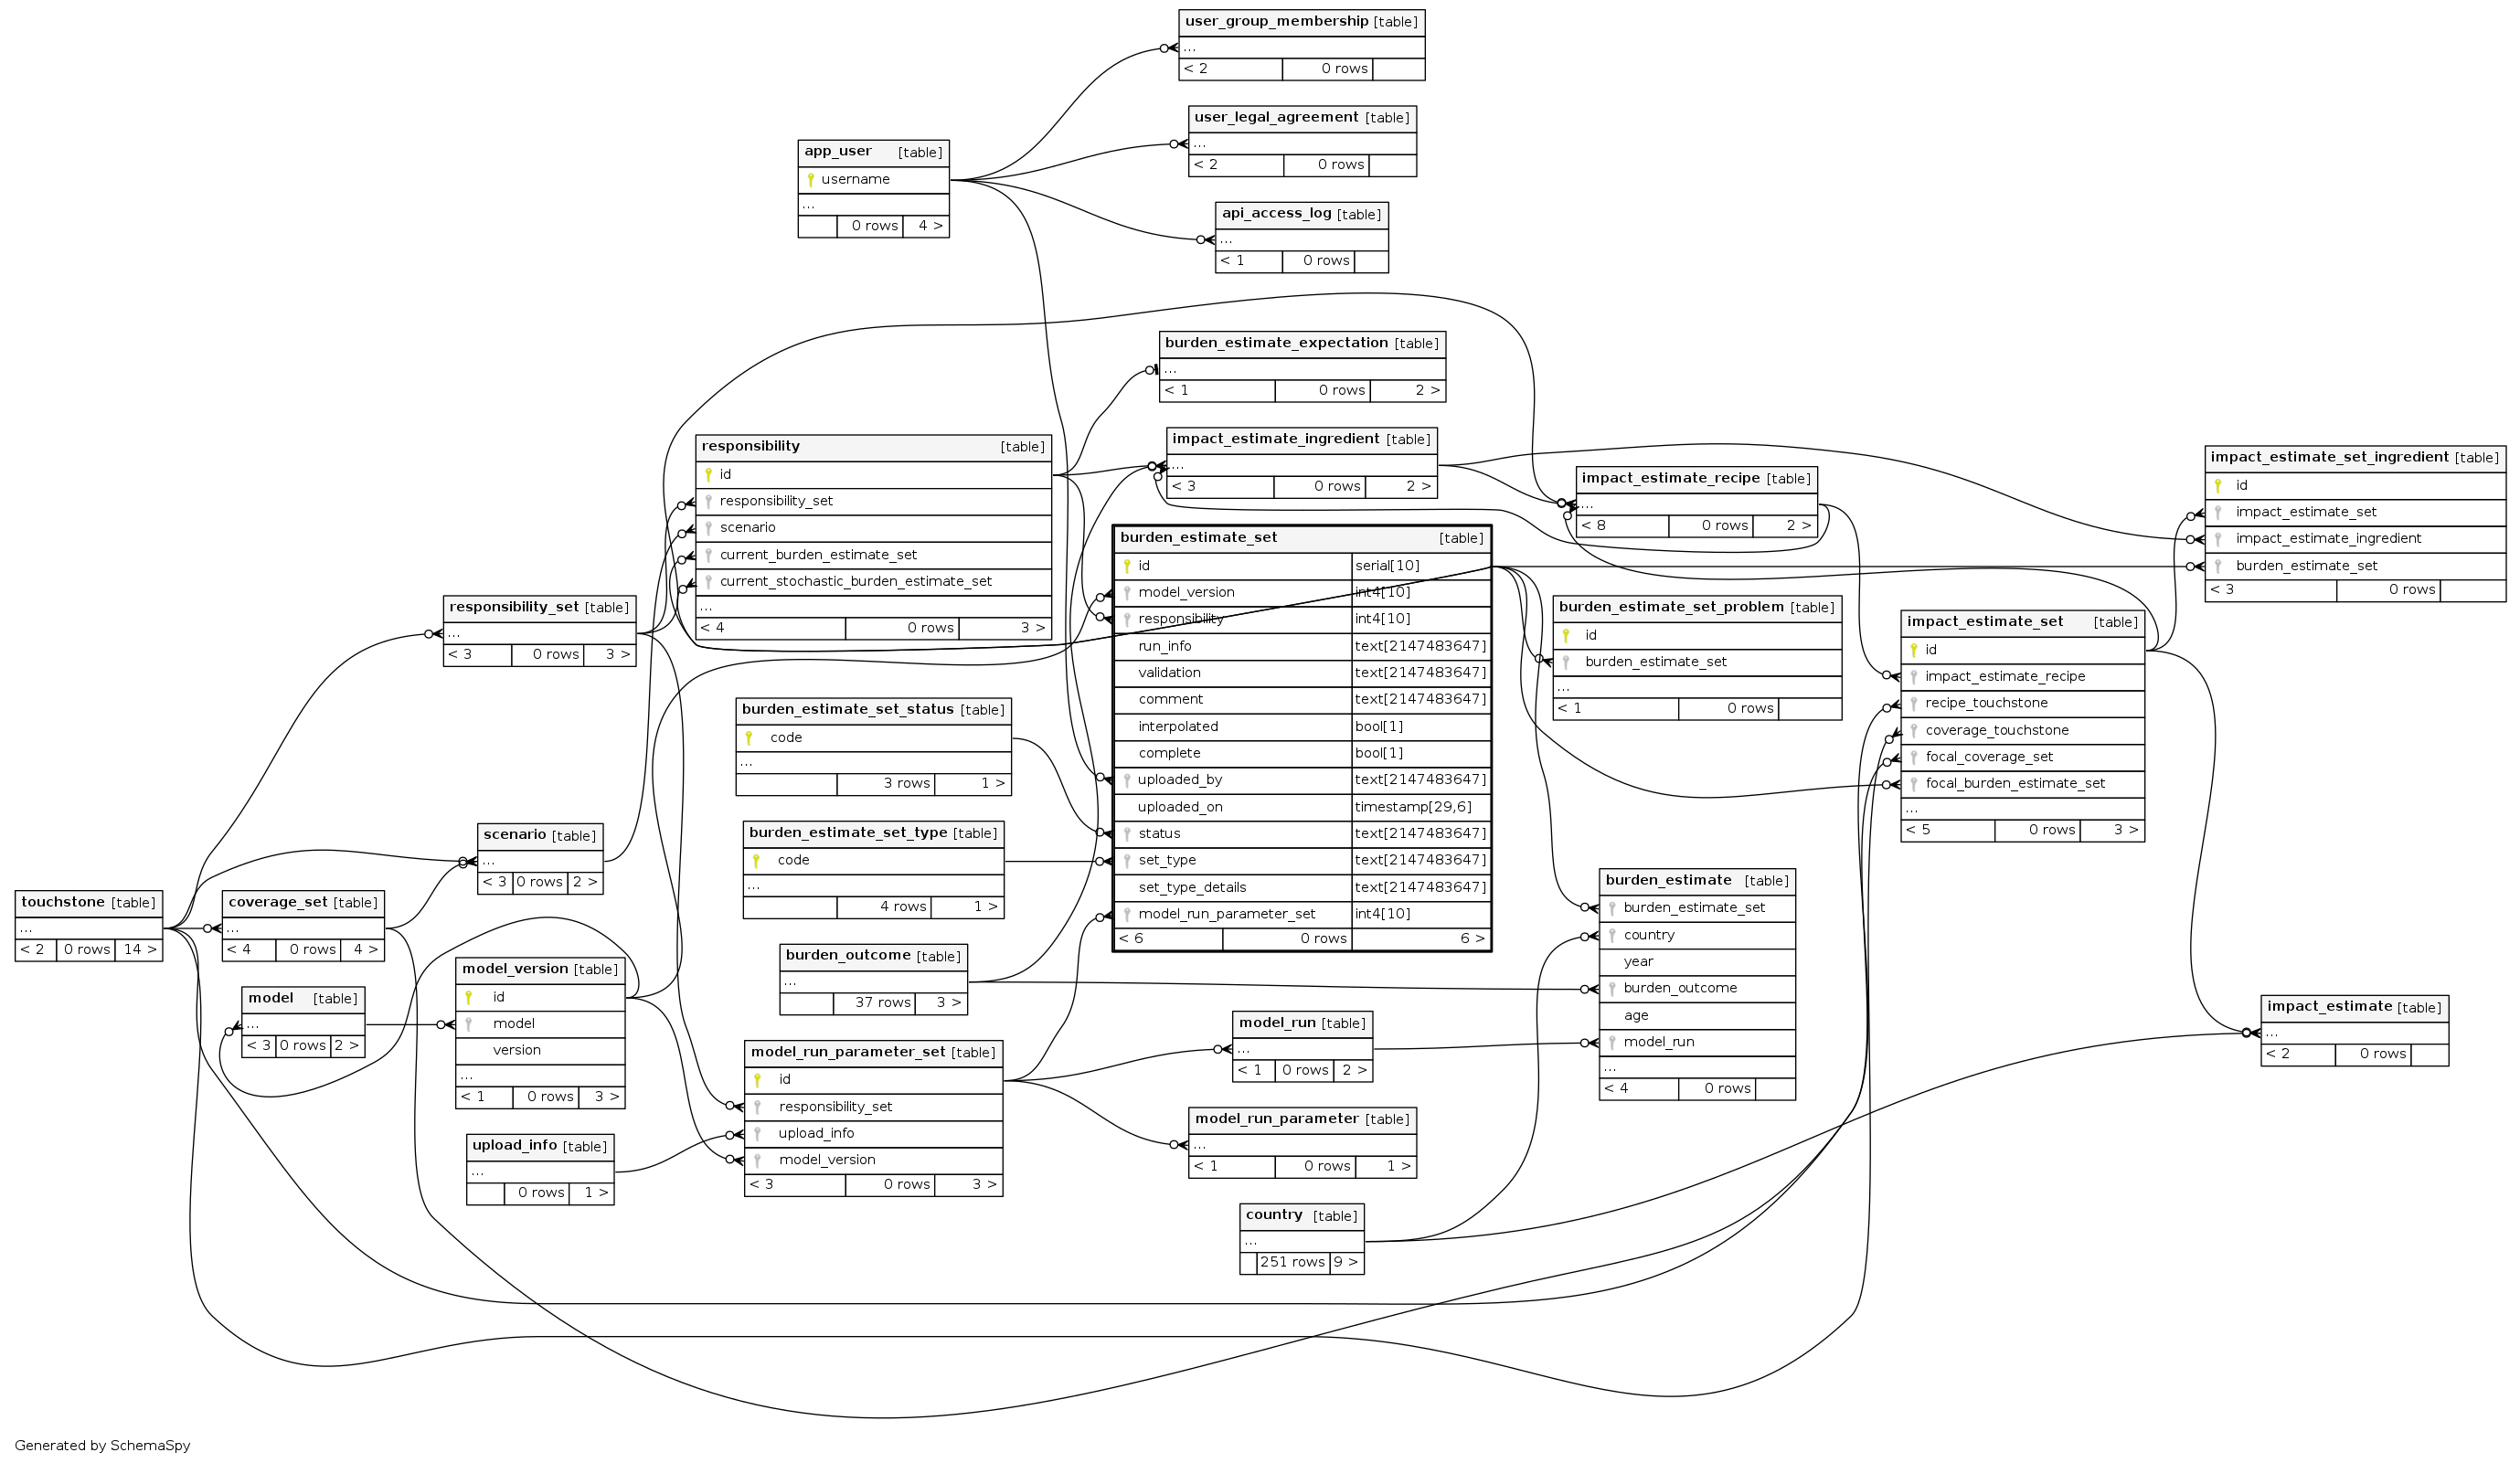 user_group_membership [table]
...
< 2 0 rows
user_legal_agreement [table]
...
< 2 0 rows
app_user [table]
username
...
0 rows 4 >
api_access_log [table]
...
< 1 0 rows
burden_estimate_expectation [table]
...
< 1 0 rows 2 >
impact_estimate_ingredient [table]
...
< 3 0 rows 2 >
responsibility [table]
id
responsibility_set
scenario
current_burden_estimate_set
current_stochastic_burden_estimate_set
...
< 4 0 rows 3 >
impact_estimate_recipe [table]
...
< 8 0 rows 2 >
impact_estimate_set_ingredient [table]
id
impact_estimate_set
impact_estimate_ingredient
burden_estimate_set
< 3 0 rows
burden_estimate_set [table]
id serial[10]
model_version int4[10]
responsibility int4[10]
run_info text[2147483647]
validation text[2147483647]
comment text[2147483647]
interpolated bool[1]
complete bool[1]
uploaded_by text[2147483647]
uploaded_on timestamp[29,6]
status text[2147483647]
set_type text[2147483647]
set_type_details text[2147483647]
model_run_parameter_set int4[10]
< 6 0 rows 6 >
responsibility_set [table]
...
< 3 0 rows 3 >
burden_estimate_set_problem [table]
id
burden_estimate_set
...
< 1 0 rows
impact_estimate_set [table]
id
impact_estimate_recipe
recipe_touchstone
coverage_touchstone
focal_coverage_set
focal_burden_estimate_set
...
< 5 0 rows 3 >
burden_estimate_set_status [table]
code
...
3 rows 1 >
burden_estimate_set_type [table]
code
...
4 rows 1 >
scenario [table]
...
< 3 0 rows 2 >
touchstone [table]
...
< 2 0 rows 14 >
coverage_set [table]
...
< 4 0 rows 4 >
burden_estimate [table]
burden_estimate_set
country
year
burden_outcome
age
model_run
...
< 4 0 rows
burden_outcome [table]
...
37 rows 3 >
model_version [table]
id
model
version
...
< 1 0 rows 3 >
model [table]
...
< 3 0 rows 2 >
impact_estimate [table]
...
< 2 0 rows
model_run [table]
...
< 1 0 rows 2 >
model_run_parameter_set [table]
id
responsibility_set
upload_info
model_version
< 3 0 rows 3 >
model_run_parameter [table]
...
< 1 0 rows 1 >
upload_info [table]
...
0 rows 1 >
country [table]
...
251 rows 9 >
Generated by SchemaSpy